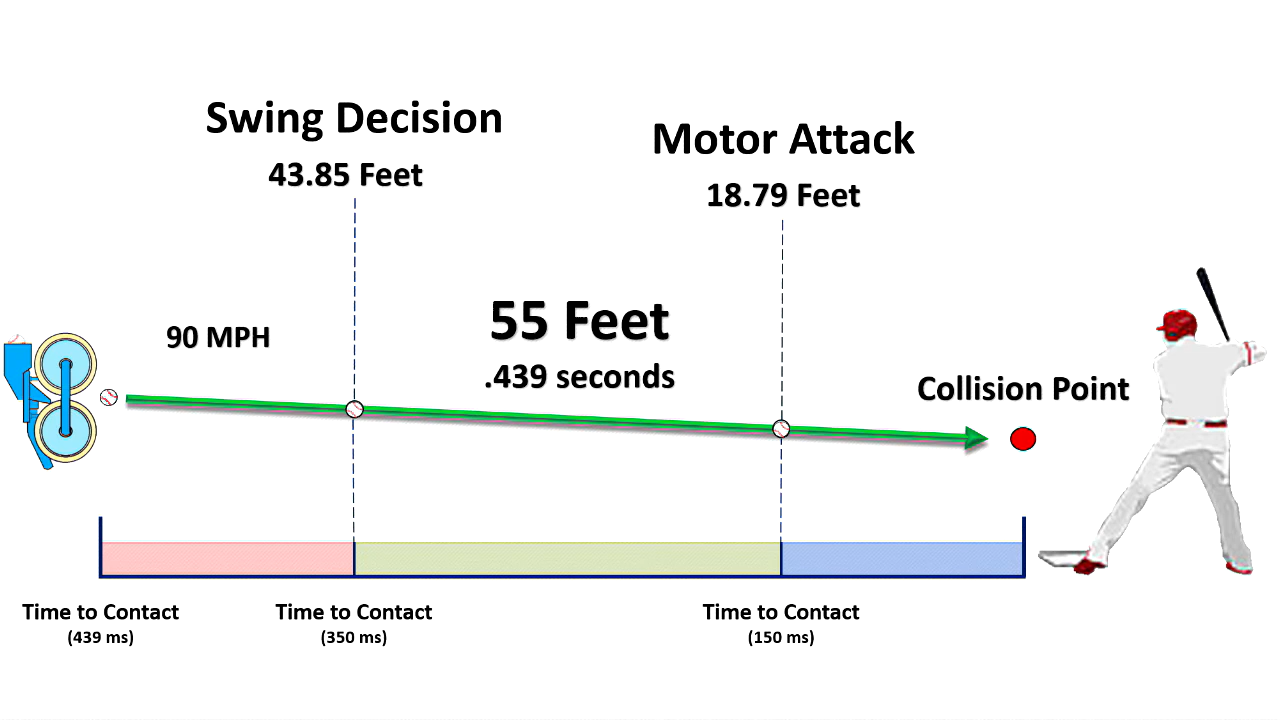 Swing Decision
43.85 Feet
Motor Attack
18.79 Feet
90 MPH
55 Feet
.439 seconds
Collision Point
Time to Contact
(439 ms)
Time to Contact
(350 ms)
Time to Contact
(150 ms)